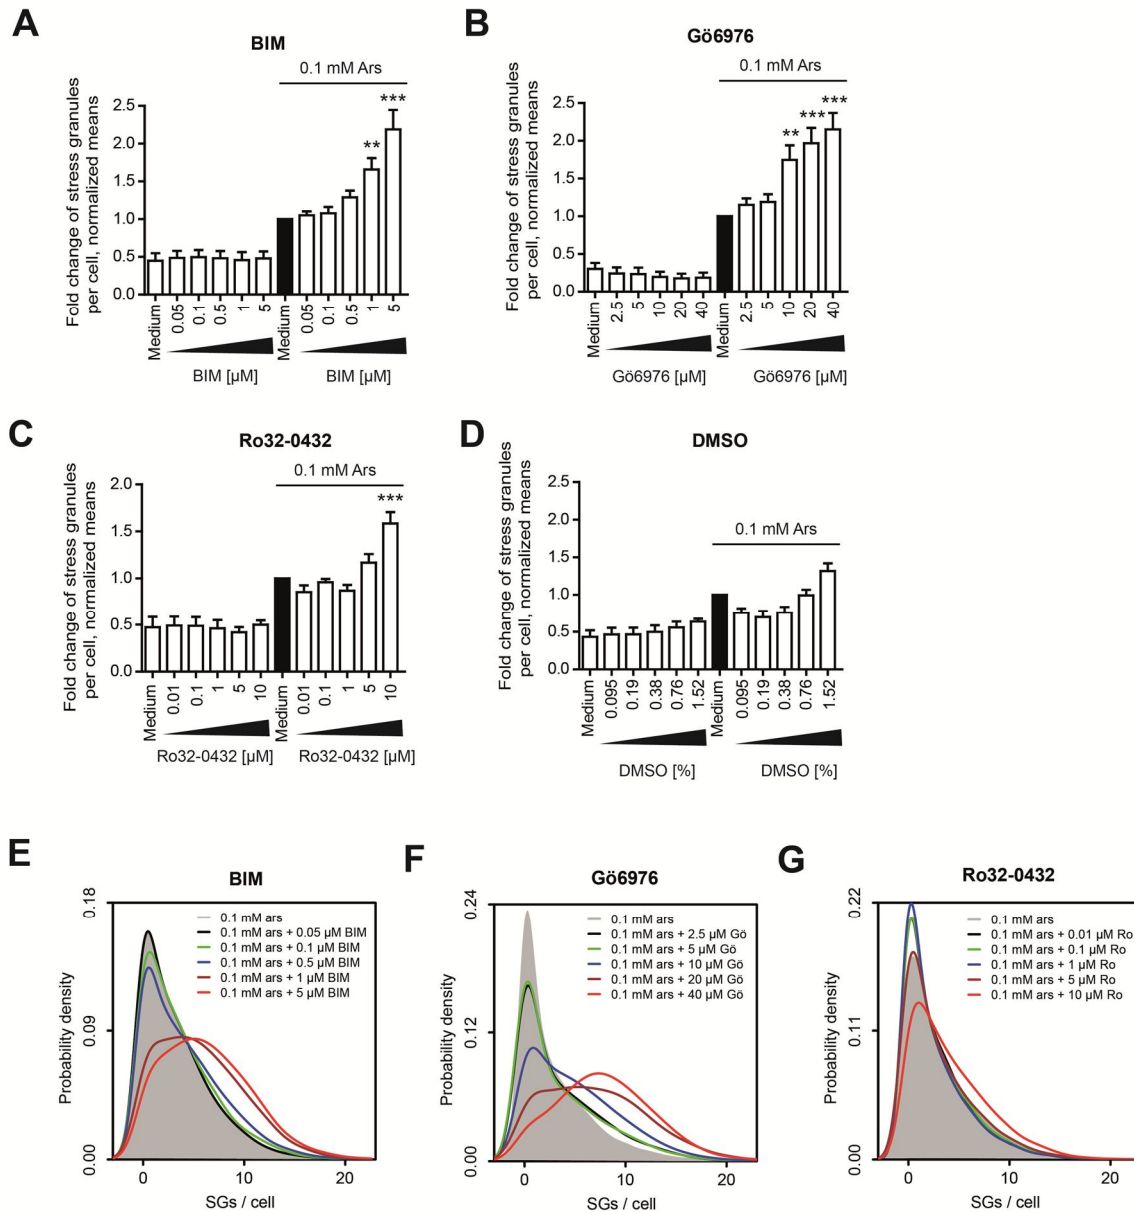 A
BIM
0.1 mM Ars
Fold change of stress granules
per cell, normalized means
2.5
2.0
1.5
1.0
0.5
0.0
** ***
Medium 0.05 0.1 0.5 1 5 Medium 0.05 0.1 0.5 1 5
BIM [µM] BIM [µM]
B
Gö6976
0.1 mM Ars
Fold change of stress granules
per cell, normalized means
2.5
2.0
1.5
1.0
0.5
0.0
** *** ***
Medium 2.5 5 10 20 40 Medium 2.5 5 10 20 40
Gö6976 [µM] Gö6976 [µM]
C
Ro32-0432
0.1 mM Ars
Fold change of stress granules
per cell, normalized means
2.0
1.5
1.0
0.5
0.0
***
Medium 0.01 0.1 1 5 10 Medium 0.01 0.1 1 5 10
Ro32-0432 [µM] Ro32-0432 [µM]
D
DMSO
0.1 mM Ars
Fold change of stress granules
per cell, normalized means
2.5
2.0
1.5
1.0
0.5
0.0
Medium 0.095 0.19 0.38 0.76 1.52 Medium 0.095 0.19 0.38 0.76 1.52
DMSO [%] DMSO [%]
E
BIM
Probability density
0.18
0.09
0.00
0.1 mM ars
0.1 mM ars + 0.05 µM BIM
0.1 mM ars + 0.1 µM BIM
0.1 mM ars + 0.5 µM BIM
0.1 mM ars + 1 µM BIM
0.1 mM ars + 5 µM BIM
0 10 20
SGs / cell
F
Gö6976
Probability density
0.24
0.12
0.00
0.1 mM ars
0.1 mM ars + 2.5 µM Gö
0.1 mM ars + 5 µM Gö
0.1 mM ars + 10 µM Gö
0.1 mM ars + 20 µM Gö
0.1 mM ars + 40 µM Gö
0 10 20
SGs / cell
G
Ro32-0432
Probability density
0.22
0.11
0.00
0.1 mM ars
0.1 mM ars + 0.01 µM Ro
0.1 mM ars + 0.1 µM Ro
0.1 mM ars + 1 µM Ro
0.1 mM ars + 5 µM Ro
0.1 mM ars + 10 µM Ro
0 10 20
SGs / cell